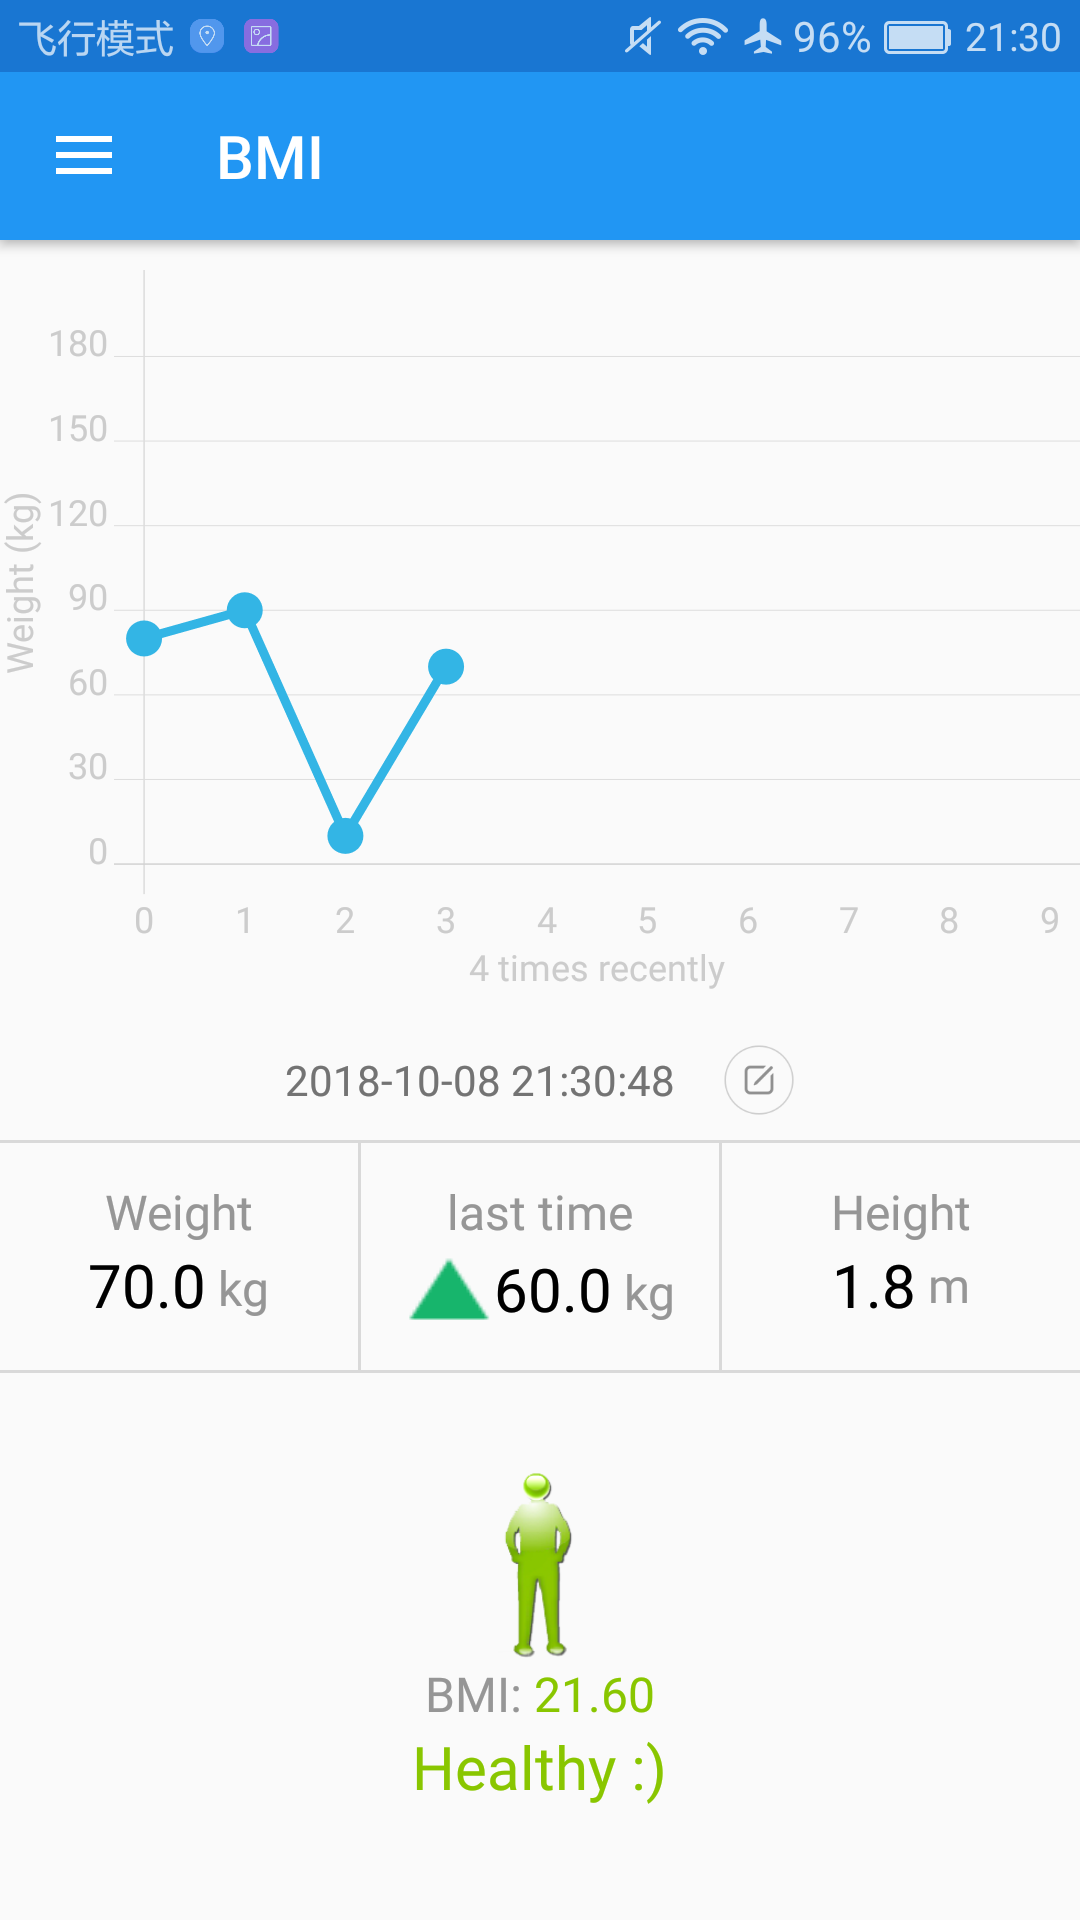 飞行模式 96% 21:30
BMI
180
150
120
90
60
30
0
Weight (kg)
0 1 2 3 4 5 6 7 8 9
4 times recently
2018-10-08 21:30:48
Weight last time Height
70.0 kg 60.0 kg 1.8 m
BMI: 21.60
Healthy :)